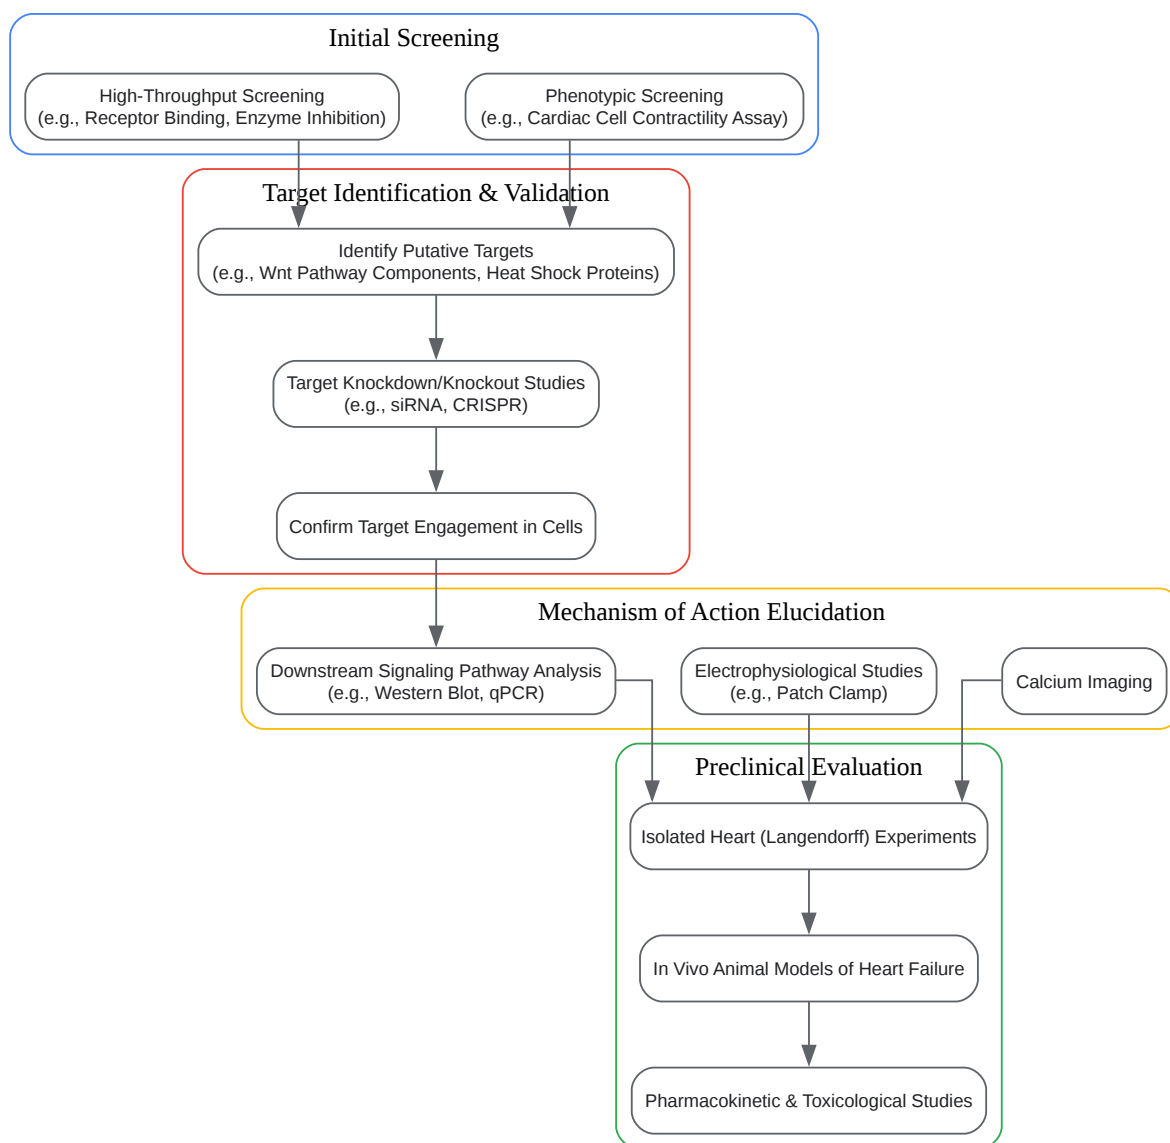 Initial Screening
High-Throughput Screening
(e.g., Receptor Binding, Enzyme Inhibition)
Phenotypic Screening
(e.g., Cardiac Cell Contractility Assay)
Target Identification & Validation
Identify Putative Targets
(e.g., Wnt Pathway Components, Heat Shock Proteins)
Target Knockdown/Knockout Studies
(e.g., siRNA, CRISPR)
Confirm Target Engagement in Cells
Mechanism of Action Elucidation
Downstream Signaling Pathway Analysis
(e.g., Western Blot, qPCR)
Electrophysiological Studies
(e.g., Patch Clamp)
Calcium Imaging
Preclinical Evaluation
Isolated Heart (Langendorff) Experiments
In Vivo Animal Models of Heart Failure
Pharmacokinetic & Toxicological Studies